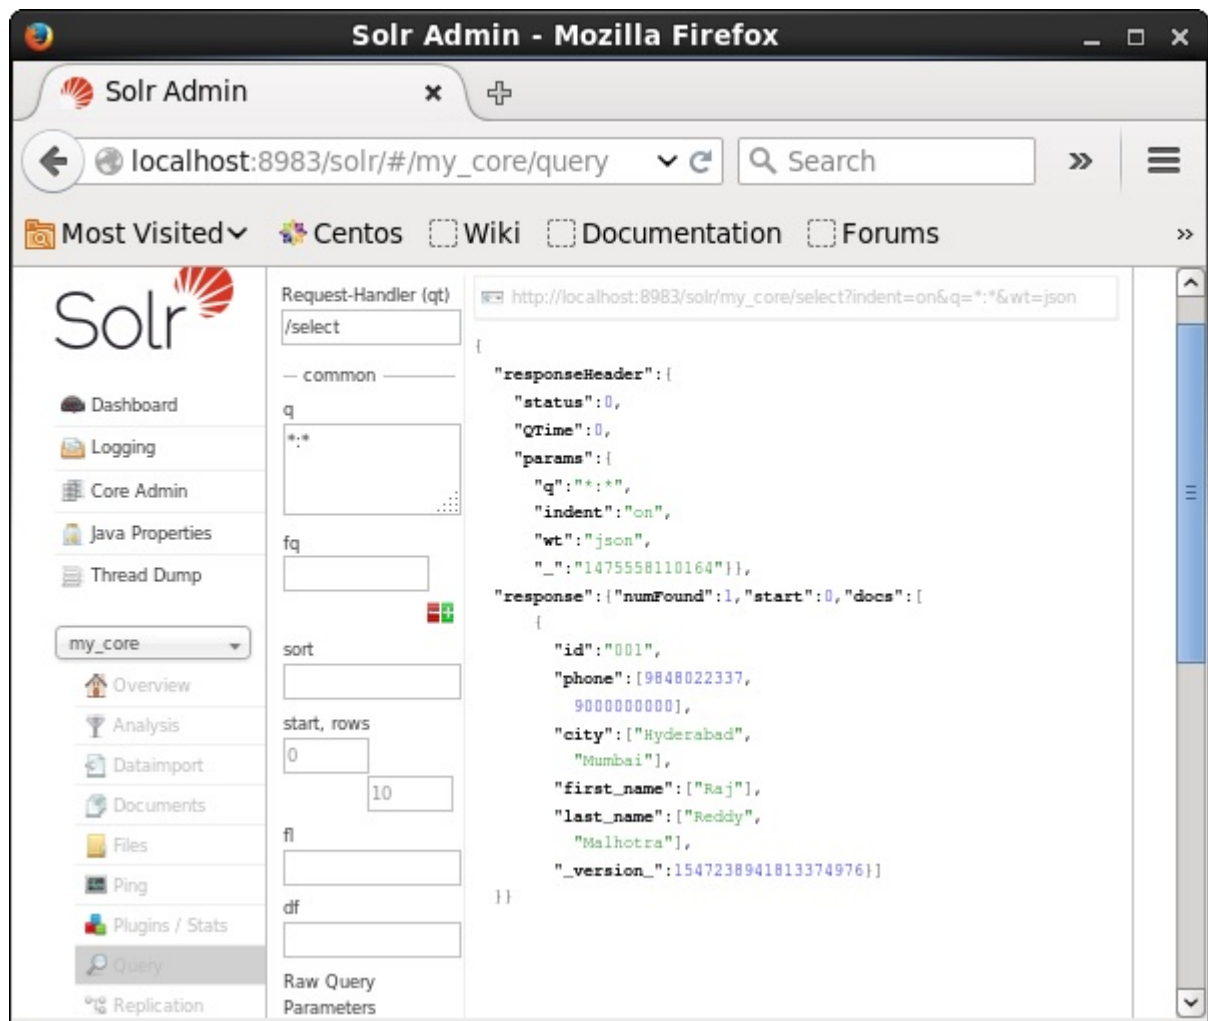 Solr Admin - Mozilla Firefox
Solr Admin
localhost:8983/solr/#/my_core/query
Search
Most Visited
Centos
Wiki
Documentation
Forums
Solr
Dashboard
Logging
Core Admin
Java Properties
Thread Dump
my_core
Overview
Analysis
Dataimport
Documents
Files
Ping
Plugins / Stats
Query
Replication
Request-Handler (qt)
/select
common
q
*:*
fq
sort
start, rows
0
10
fl
df
Raw Query
Parameters
http://localhost:8983/solr/my_core/select?indent=on&q=*:*&wt=json
{
"responseHeader":{
"status":0,
"QTime":0,
"params":{
"q":"*:*",
"indent":"on",
"wt":"json",
"_":"1475558110164"}},
"response":{"numFound":1,"start":0,"docs":[
{
"id":"001",
"phone":[9848022337,
9000000000],
"city":["Hyderabad",
"Mumbai"],
"first_name":["Raj"],
"last_name":["Reddy",
"Malhotra"],
"_version_":1547238941813374976}]
}}